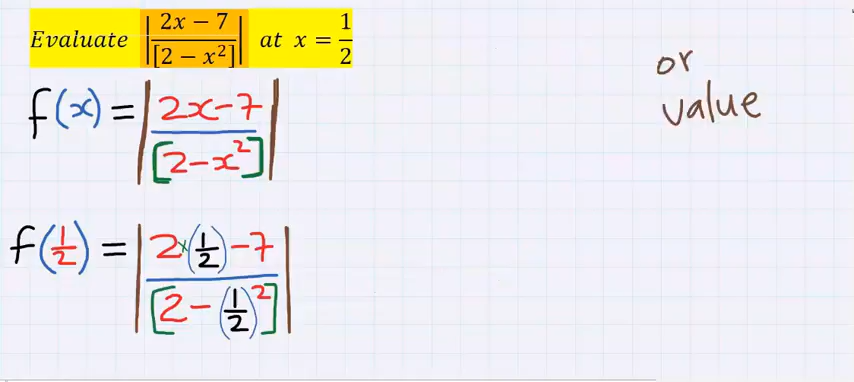 Evaluate |(2x − 7)/[2 − x²]| at x = 1/2
or
value
f(x) = |(2x−7)/[2−x²]|
f(1/2) = |(2×(1/2)−7)/[2−(1/2)²]|